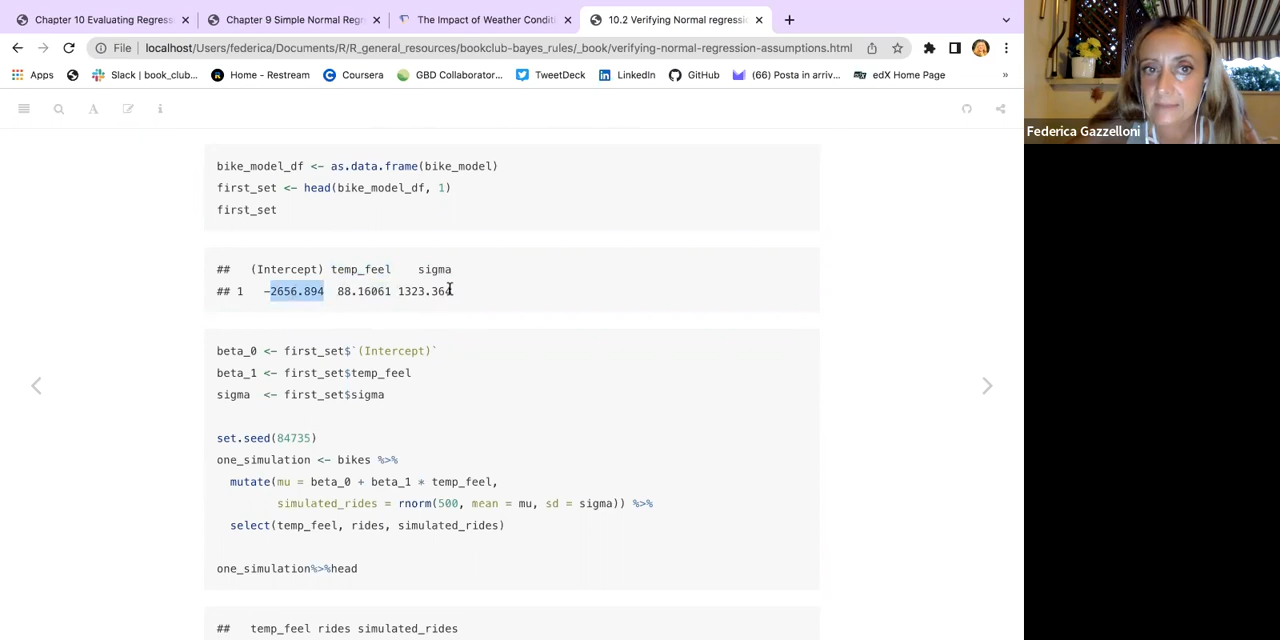 Chapter 10 Evaluating Regress
Chapter 9 Simple Normal Reg
The Impact of Weather Condit
10.2 Verifying Normal regressi
File
localhost/Users/federica/Documents/R/R_general_resources/bookclub-bayes_rules/_book/verifying-normal-regression-assumptions.html
Apps
Slack | book_club...
Home - Restream
Coursera
GBD Collaborator...
TweetDeck
LinkedIn
GitHub
(66) Posta in arriv...
edX Home Page
»
Federica Gazzelloni
bike_model_df <- as.data.frame(bike_model)
first_set <- head(bike_model_df, 1)
first_set
## (Intercept) temp_feel sigma
## 1 -2656.894 88.16061 1323.364
beta_0 <- first_set$`(Intercept)`
beta_1 <- first_set$temp_feel
sigma <- first_set$sigma
set.seed(84735)
one_simulation <- bikes %>%
mutate(mu = beta_0 + beta_1 * temp_feel,
simulated_rides = rnorm(500, mean = mu, sd = sigma)) %>%
select(temp_feel, rides, simulated_rides)
one_simulation%>%head
## temp_feel rides simulated_rides